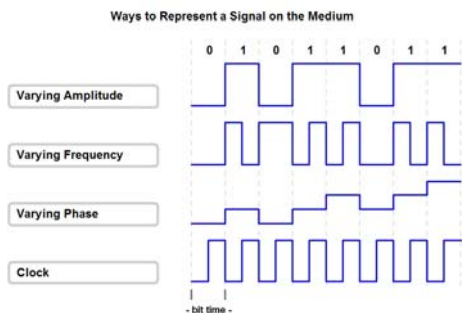 Ways to Represent a Signal on the Medium
0 1 0 1 1 0 1 1
Varying Amplitude
Varying Frequency
Varying Phase
Clock
- bit time -